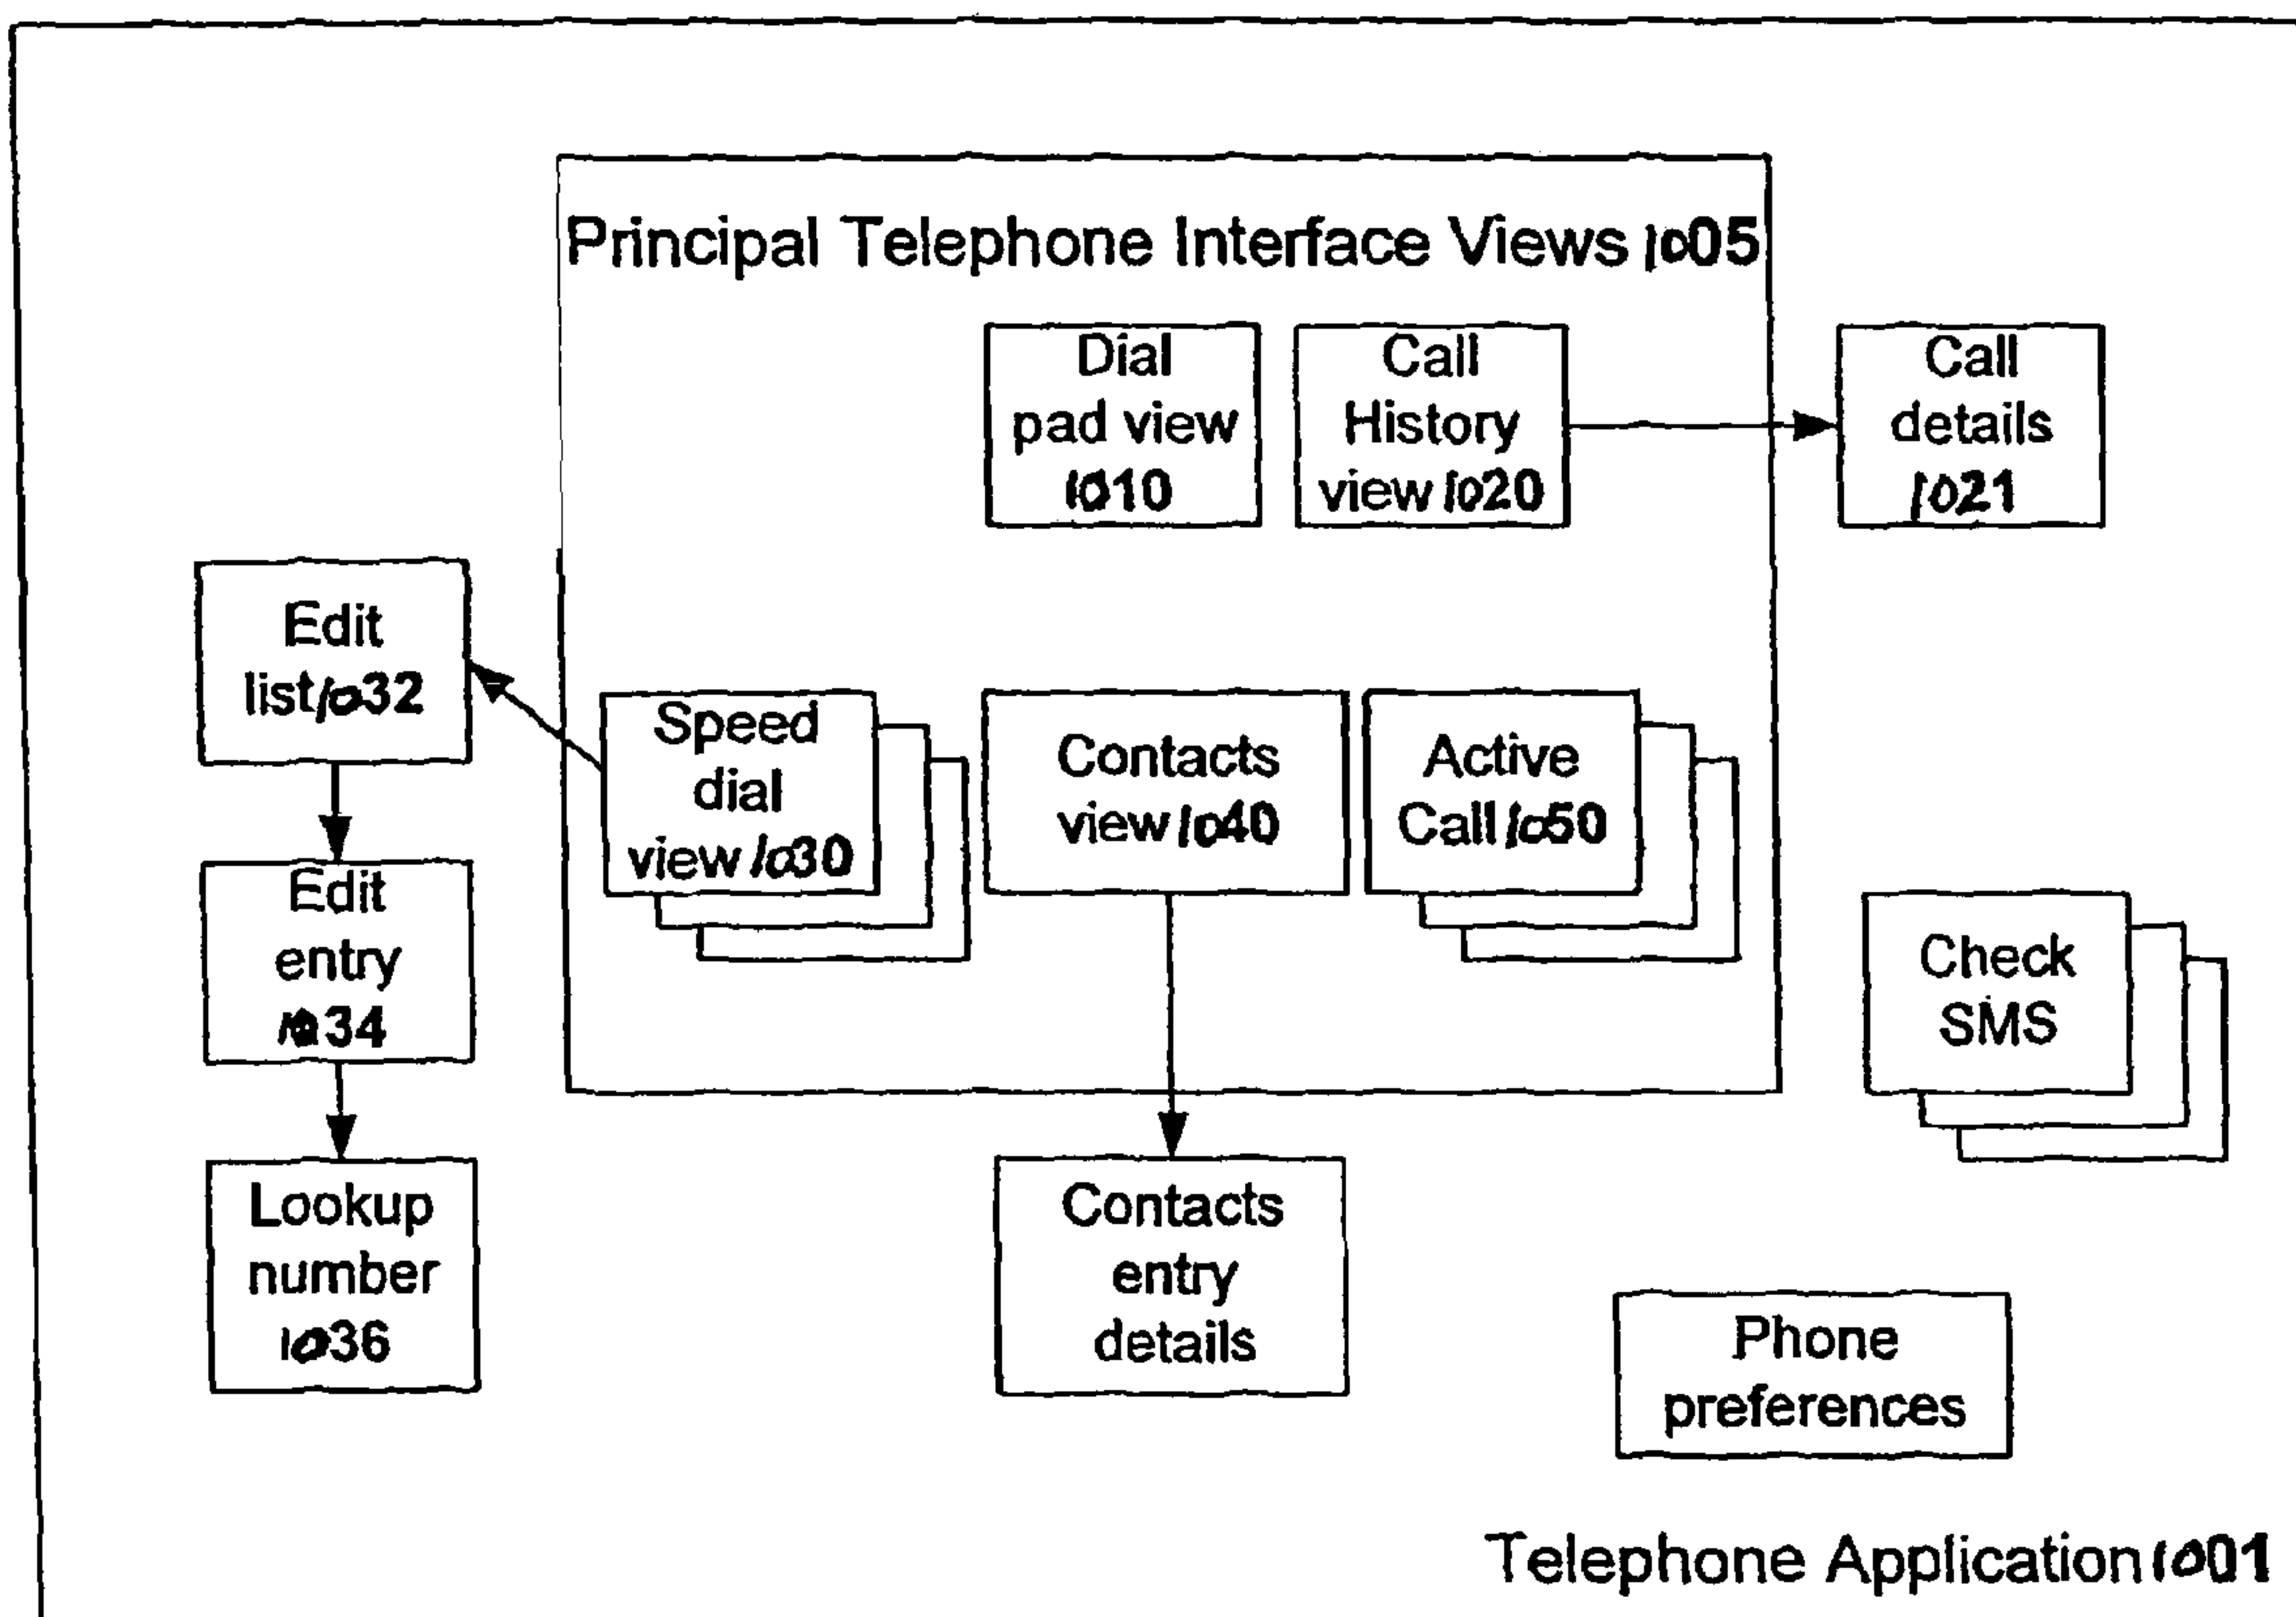 Principal Telephone Interface Views 1005
Dial
pad view
1010
Call
History
view 1020
Call
details
1021
Edit
list 1032
Speed
dial
view 1030
Contacts
view 1040
Active
Call 1050
Edit
entry
1034
Check
SMS
Lookup
number
1036
Contacts
entry
details
Phone
preferences
Telephone Application 1001